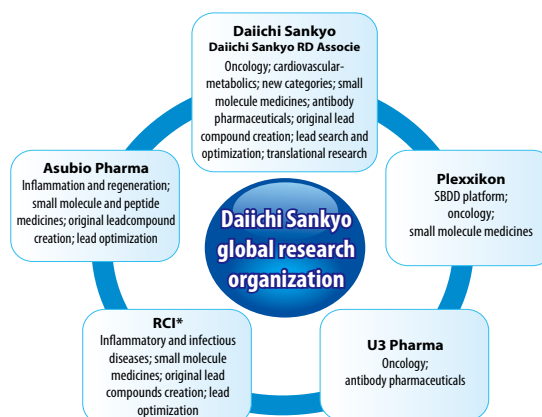 Daiichi Sankyo
Daiichi Sankyo RD Associe
Oncology; cardiovascular-
metabolics; new categories; small
molecule medicines; antibody
pharmaceuticals; original lead
compound creation; lead search and
optimization; translational research
Asubio Pharma
Inflammation and regeneration;
small molecule and peptide
medicines; original leadcompound
creation; lead optimization
Plexxikon
SBDD platform;
oncology;
small molecule medicines
Daiichi Sankyo
global research
organization
RCI*
Inflammatory and infectious
diseases; small molecule
medicines; original lead
compounds creation; lead
optimization
U3 Pharma
Oncology;
antibody pharmaceuticals